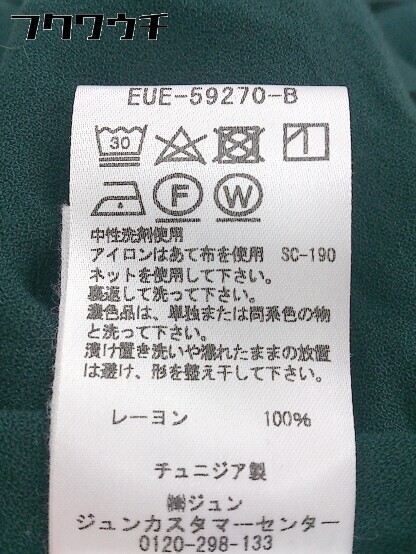 フクウウチ
EUE-59270-B
30
F W
中性洗剤使用
アイロンはあて布を使用 SC-190
ネットを使用して下さい。
裏返して洗って下さい。
濃色品は、単独または同系色の物
と洗って下さい。
漬け置き洗いや濡れたままの放置
は避け、形を整え干して下さい。
レーヨン 100%
チュニジア製
㈱ジュン
ジュンカスタマーセンター
0120-298-133